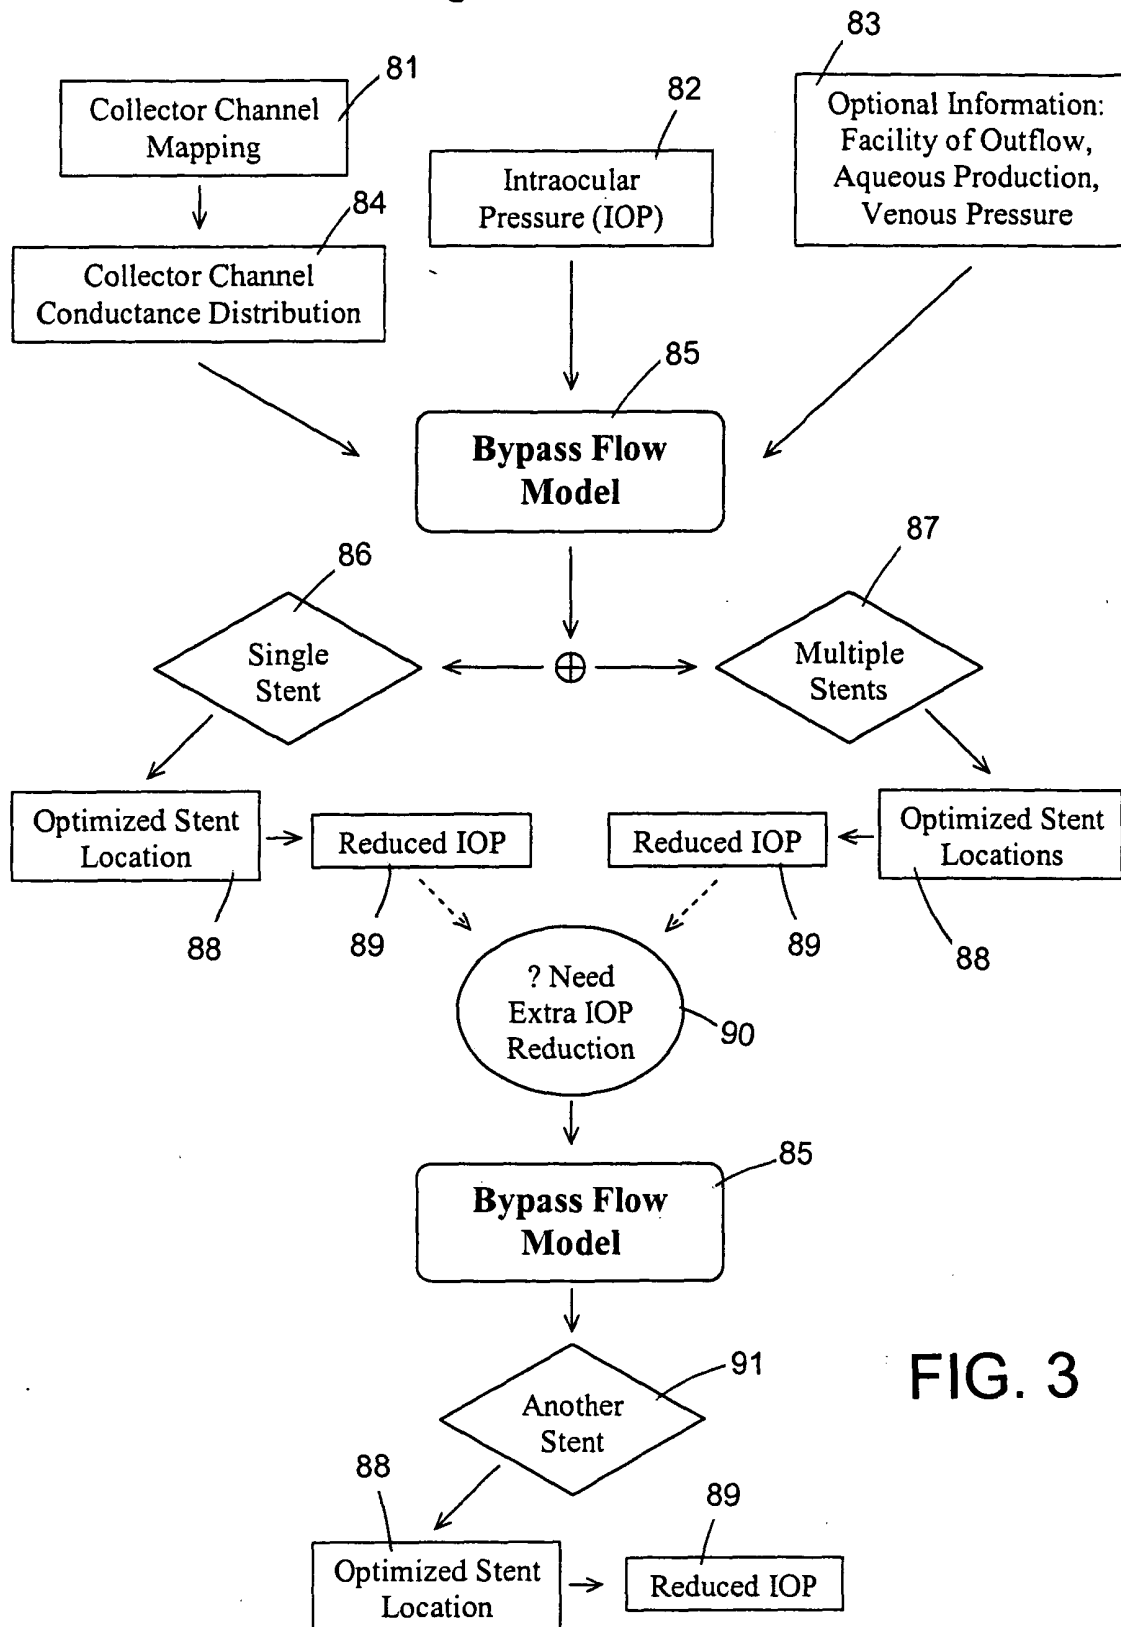 81
Collector Channel
Mapping
82
Intraocular
Pressure (IOP)
83
Optional Information:
Facility of Outflow,
Aqueous Production,
Venous Pressure
84
Collector Channel
Conductance Distribution
85
Bypass Flow
Model
86
Single
Stent
87
Multiple
Stents
Optimized Stent
Location
88
Reduced IOP
89
Reduced IOP
89
Optimized Stent
Locations
88
? Need
Extra IOP
Reduction
90
85
Bypass Flow
Model
91
Another
Stent
FIG. 3
88
Optimized Stent
Location
89
Reduced IOP